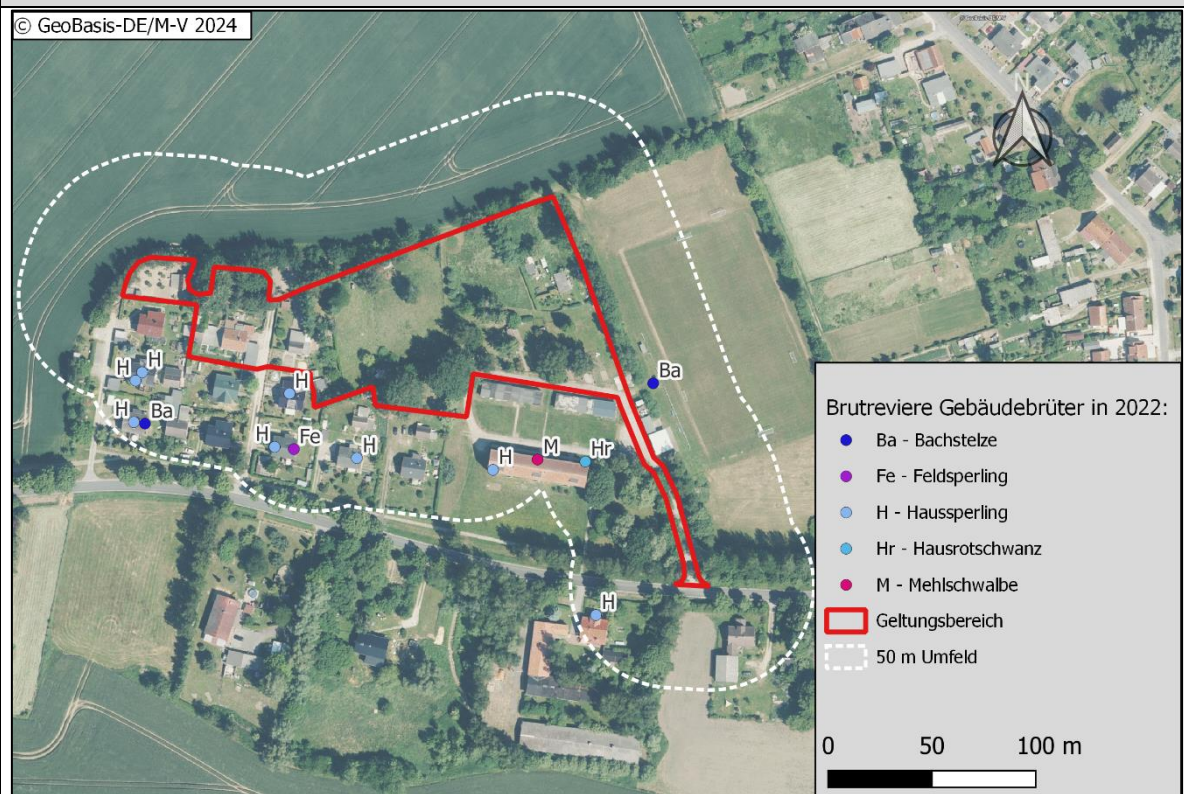 © GeoBasis-DE/M-V 2024
N
Ba
H
H
H
H
Ba
H
Fe
H
M
Hr
H
H
Brutreviere Gebäudebrüter in 2022:
Ba - Bachstelze
Fe - Feldsperling
H - Haussperling
Hr - Hausrotschwanz
M - Mehlschwalbe
Geltungsbereich
50 m Umfeld
0 50 100 m